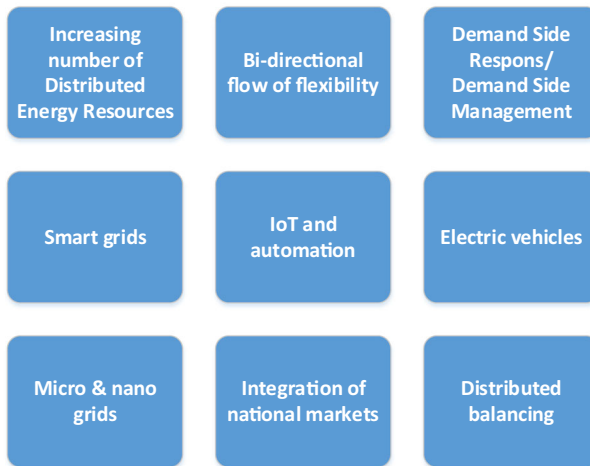 Increasing
number of
Distributed
Energy Resources
Bi-directional
flow of flexibility
Demand Side
Respons/
Demand Side
Management
Smart grids
IoT and
automation
Electric vehicles
Micro & nano
grids
Integration of
national markets
Distributed
balancing